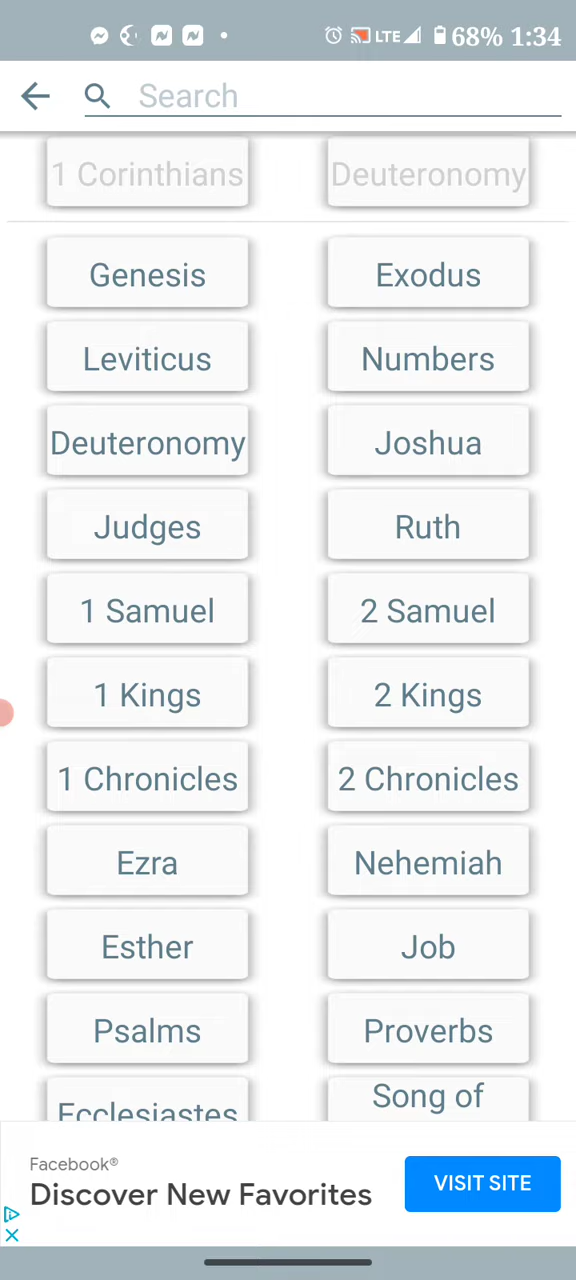 LTE 68% 1:34
Search
1 Corinthians Deuteronomy
Genesis Exodus
Leviticus Numbers
Deuteronomy Joshua
Judges Ruth
1 Samuel 2 Samuel
1 Kings 2 Kings
1 Chronicles 2 Chronicles
Ezra Nehemiah
Esther Job
Psalms Proverbs
Ecclesiastes Song of
Facebook®
Discover New Favorites
VISIT SITE